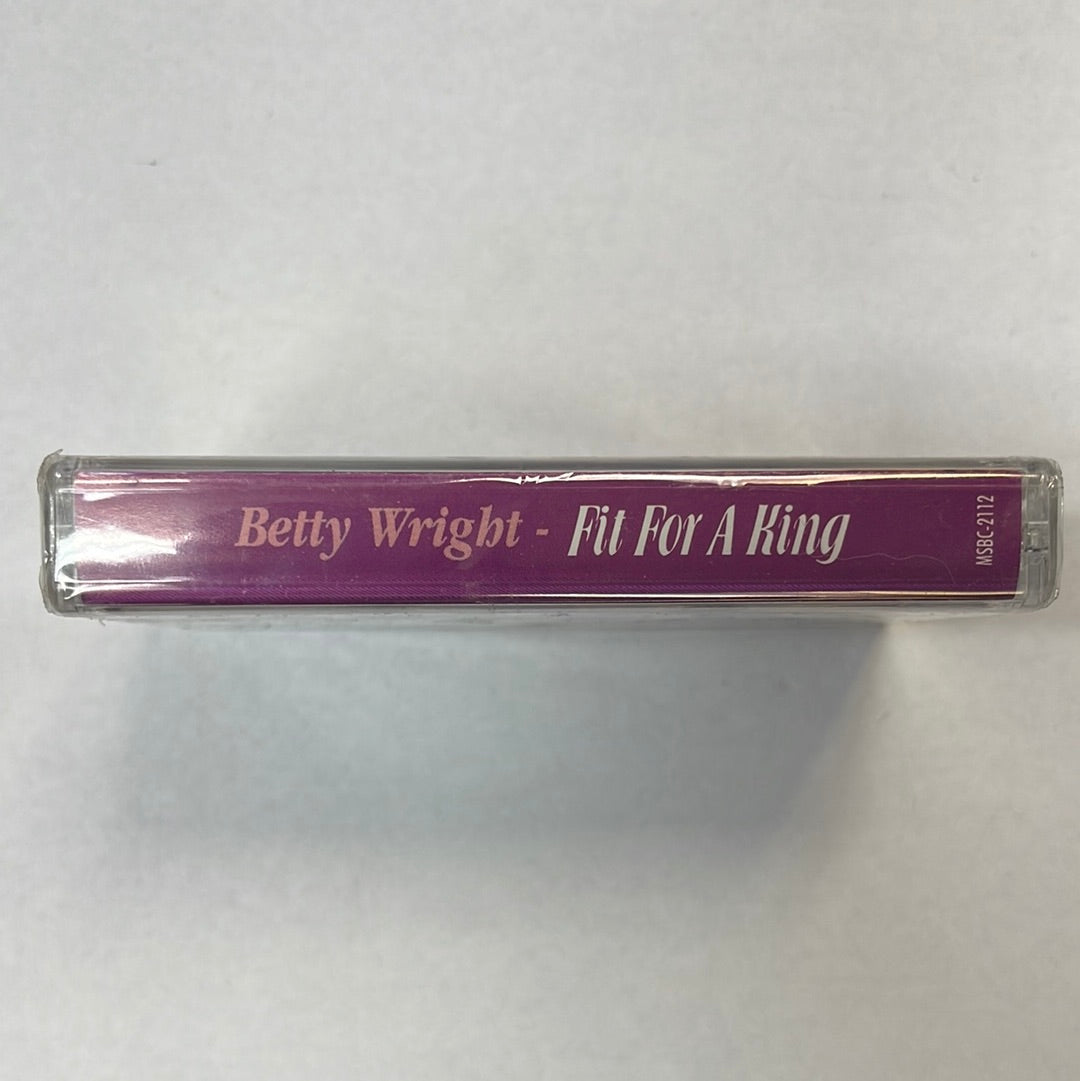 Betty Wright - Fit For A King
MSBC-2112